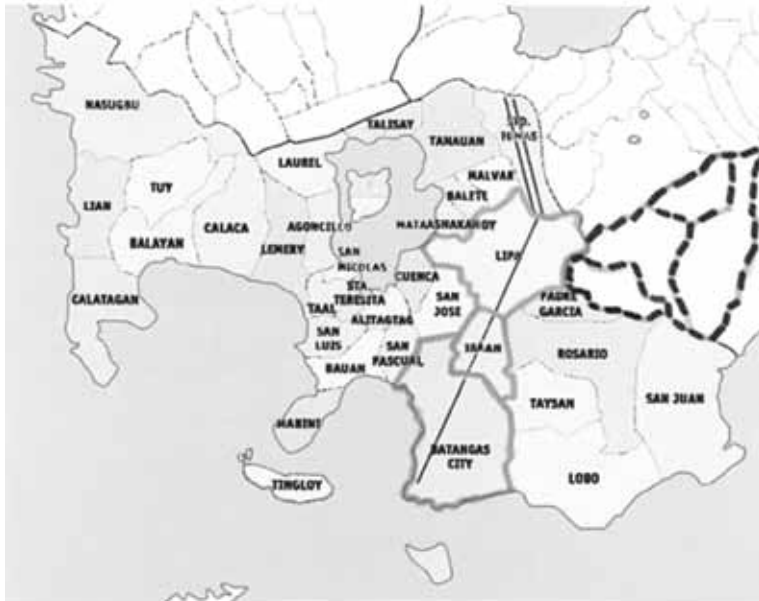 NASUGBU
TALISAY
TANAUAN
STO.
TOMAS
LAUREL
MALVAR
TUY
BALETE
LIAN
CALACA
AGONCILLO
MATAASNAKAHOY
BALAYAN
LEMERY
SAN
NICOLAS
LIPA
CUENCA
STA.
TERESITA
CALATAGAN
TAAL
SAN
JOSE
PADRE
GARCIA
ALITAGTAG
SAN
LUIS
SAN
PASCUAL
IBAAN
ROSARIO
BAUAN
TAYSAN
SAN JUAN
MABINI
BATANGAS
CITY
LOBO
TINGLOY